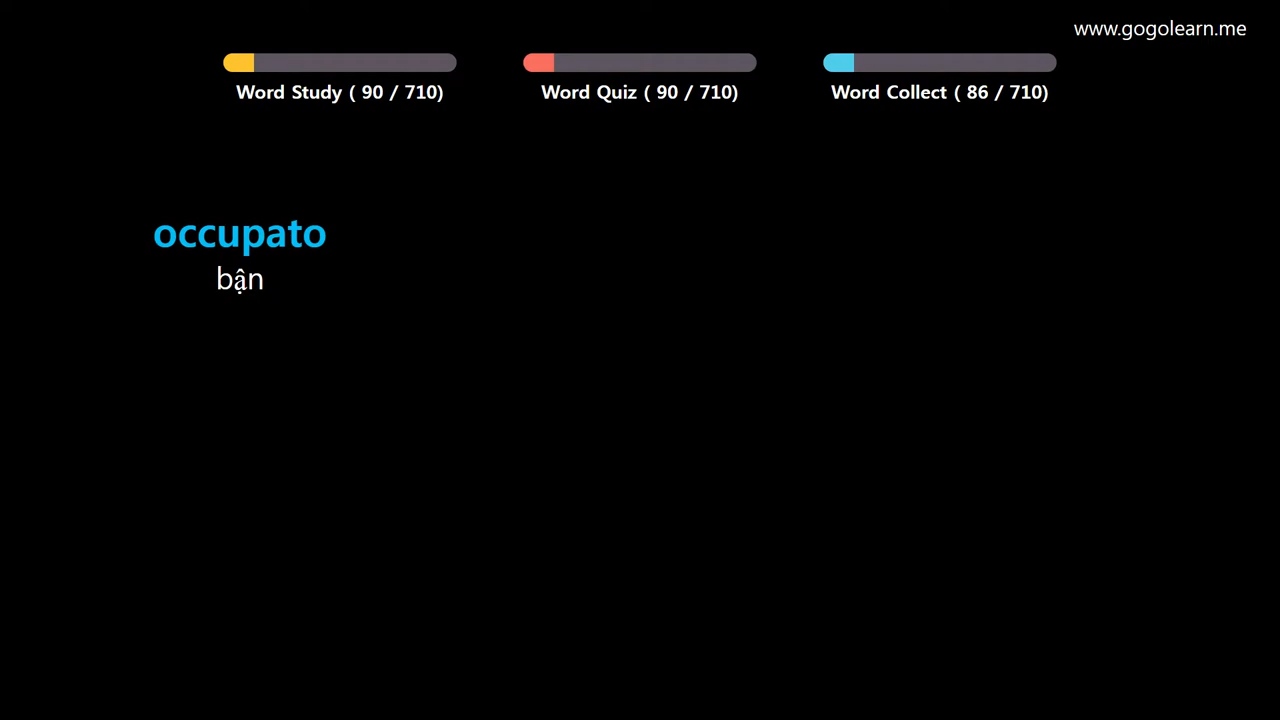 www.gogolearn.me
Word Study ( 90 / 710)
Word Quiz ( 90 / 710)
Word Collect ( 86 / 710)
occupato
bận